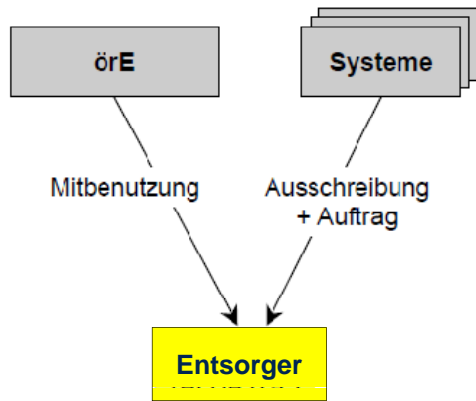 örE
Systeme
Mitbenutzung
Ausschreibung
+ Auftrag
Entsorger